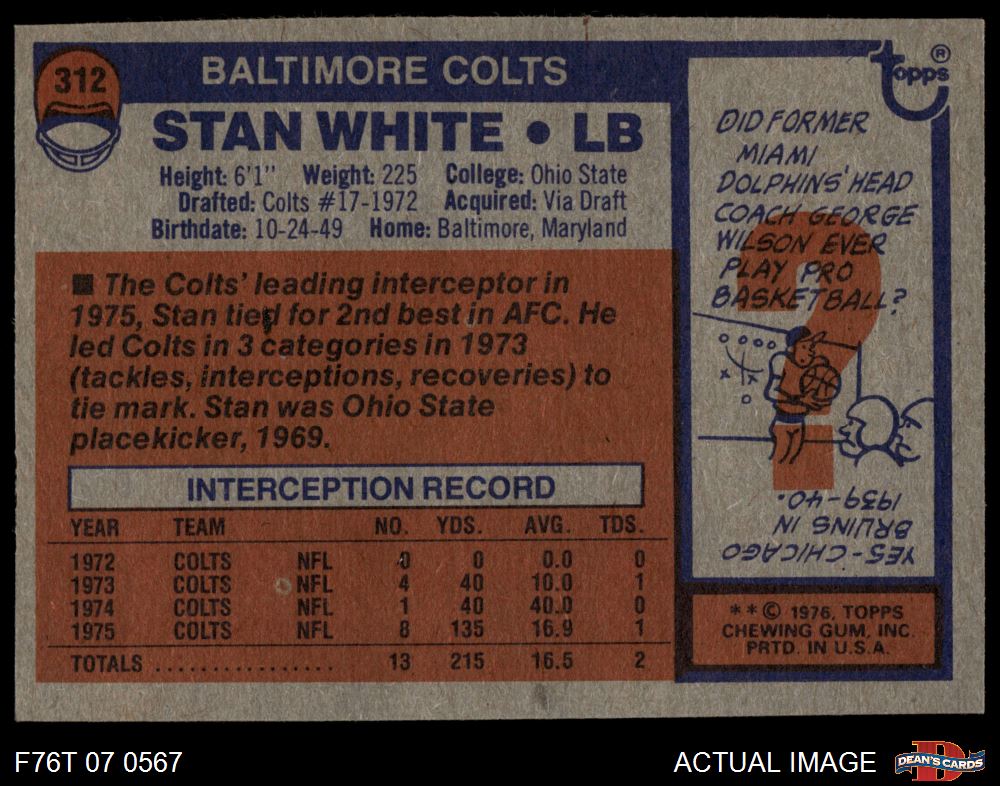 312
BALTIMORE COLTS
STAN WHITE • LB
Height: 6'1" Weight: 225 College: Ohio State
Drafted: Colts #17-1972 Acquired: Via Draft
Birthdate: 10-24-49 Home: Baltimore, Maryland
■ The Colts' leading interceptor in
1975, Stan tied for 2nd best in AFC. He
led Colts in 3 categories in 1973
(tackles, interceptions, recoveries) to
tie mark. Stan was Ohio State
placekicker, 1969.
INTERCEPTION RECORD
YEAR TEAM NO. YDS. AVG. TDS.
1972 COLTS NFL 0 0 0.0 0
1973 COLTS NFL 4 40 10.0 1
1974 COLTS NFL 1 40 40.0 0
1975 COLTS NFL 8 135 16.9 1
TOTALS ................. 13 215 16.5 2
topps ®
DID FORMER
MIAMI
DOLPHINS' HEAD
COACH GEORGE
WILSON EVER
PLAY PRO
BASKETBALL?
?
YES - CHICAGO
BRUINS IN
1939-40.
** © 1976, TOPPS
CHEWING GUM, INC.
PRTD. IN U.S.A.
F76T 07 0567
ACTUAL IMAGE
D
DEAN'S CARDS